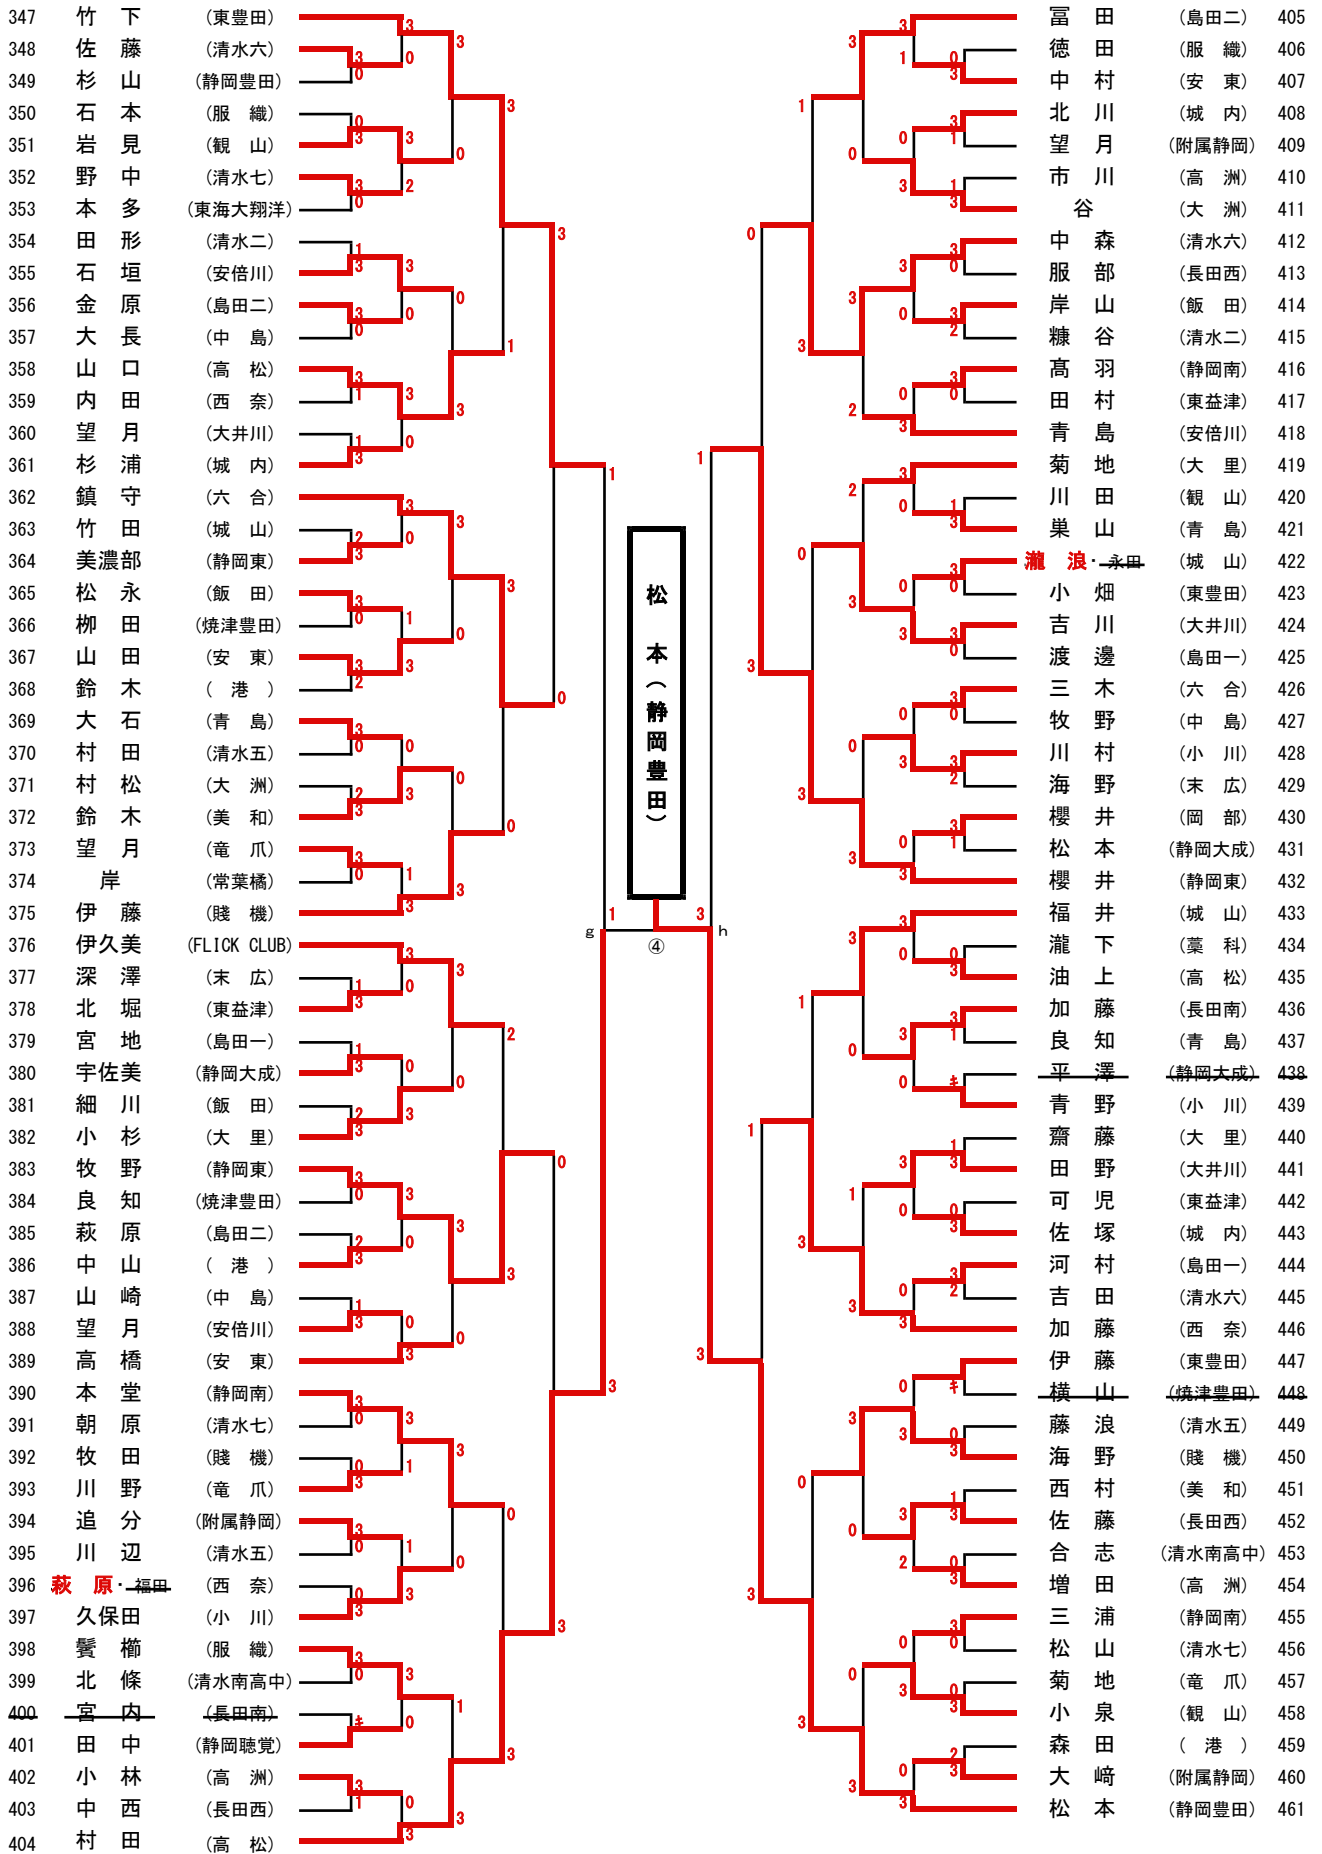 347 竹下 (東豊田)
348 佐藤 (清水六)
349 杉山 (静岡豊田)
350 石本 (服織)
351 岩見 (観山)
352 野中 (清水七)
353 本多 (東海大翔洋)
354 田形 (清水二)
355 石垣 (安倍川)
356 金原 (島田二)
357 大長 (中島)
358 山口 (高松)
359 内田 (西奈)
360 望月 (大井川)
361 杉浦 (城内)
362 鎮守 (六合)
363 竹田 (城山)
364 美濃部 (静岡東)
365 松永 (飯田)
366 栁田 (焼津豊田)
367 山田 (安東)
368 鈴木 (港)
369 大石 (青島)
370 村田 (清水五)
371 村松 (大洲)
372 鈴木 (美和)
373 望月 (竜爪)
374 岸 (常葉橘)
375 伊藤 (賤機)
376 伊久美 (FLICK CLUB)
377 深澤 (末広)
378 北堀 (東益津)
379 宮地 (島田一)
380 宇佐美 (静岡大成)
381 細川 (飯田)
382 小杉 (大里)
383 牧野 (静岡東)
384 良知 (焼津豊田)
385 萩原 (島田二)
386 中山 (港)
387 山崎 (中島)
388 望月 (安倍川)
389 高橋 (安東)
390 本堂 (静岡南)
391 朝原 (清水七)
392 牧田 (賤機)
393 川野 (竜爪)
394 追分 (附属静岡)
395 川辺 (清水五)
396 萩原・福田 (西奈)
397 久保田 (小川)
398 鬢櫛 (服織)
399 北條 (清水南高中)
400 宮内 (長田南)
401 田中 (静岡聴覚)
402 小林 (高洲)
403 中西 (長田西)
404 村田 (高松)
松本(静岡豊田)
1 3
g ④ h
冨田 (島田二) 405
徳田 (服織) 406
中村 (安東) 407
北川 (城内) 408
望月 (附属静岡) 409
市川 (高洲) 410
谷 (大洲) 411
中森 (清水六) 412
服部 (長田西) 413
岸山 (飯田) 414
糠谷 (清水二) 415
髙羽 (静岡南) 416
田村 (東益津) 417
青島 (安倍川) 418
菊地 (大里) 419
川田 (観山) 420
巣山 (青島) 421
瀧浪・永田 (城山) 422
小畑 (東豊田) 423
吉川 (大井川) 424
渡邊 (島田一) 425
三木 (六合) 426
牧野 (中島) 427
川村 (小川) 428
海野 (末広) 429
櫻井 (岡部) 430
松本 (静岡大成) 431
櫻井 (静岡東) 432
福井 (城山) 433
瀧下 (藁科) 434
油上 (高松) 435
加藤 (長田南) 436
良知 (青島) 437
平澤 (静岡大成) 438
青野 (小川) 439
齋藤 (大里) 440
田野 (大井川) 441
可児 (東益津) 442
佐塚 (城内) 443
河村 (島田一) 444
吉田 (清水六) 445
加藤 (西奈) 446
伊藤 (東豊田) 447
横山 (焼津豊田) 448
藤浪 (清水五) 449
海野 (賤機) 450
西村 (美和) 451
佐藤 (長田西) 452
合志 (清水南高中) 453
増田 (高洲) 454
三浦 (静岡南) 455
松山 (清水七) 456
菊地 (竜爪) 457
小泉 (観山) 458
森田 (港) 459
大﨑 (附属静岡) 460
松本 (静岡豊田) 461